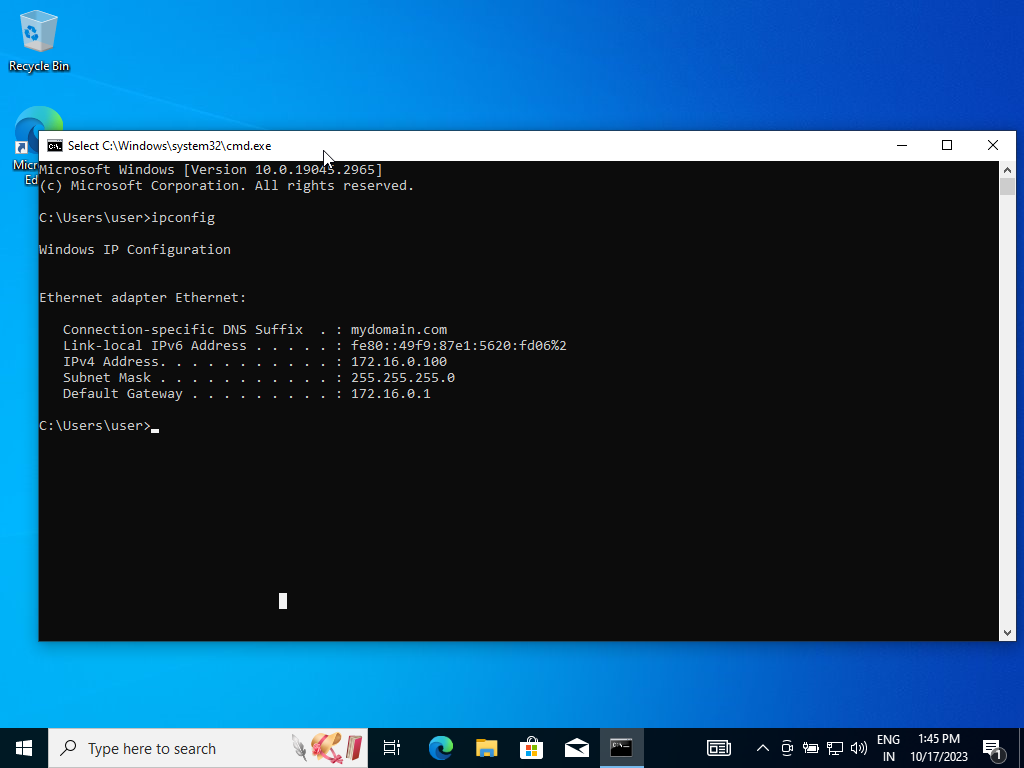 Recycle Bin
Select C:\Windows\system32\cmd.exe
Microsoft Windows [Version 10.0.19045.2965]
(c) Microsoft Corporation. All rights reserved.
C:\Users\user>ipconfig
Windows IP Configuration
Ethernet adapter Ethernet:
Connection-specific DNS Suffix  . : mydomain.com
Link-local IPv6 Address . . . . . : fe80::49f9:87e1:5620:fd06%2
IPv4 Address. . . . . . . . . . . : 172.16.0.100
Subnet Mask . . . . . . . . . . . : 255.255.255.0
Default Gateway . . . . . . . . . : 172.16.0.1
C:\Users\user>
Type here to search
ENG
IN
1:45 PM
10/17/2023
1